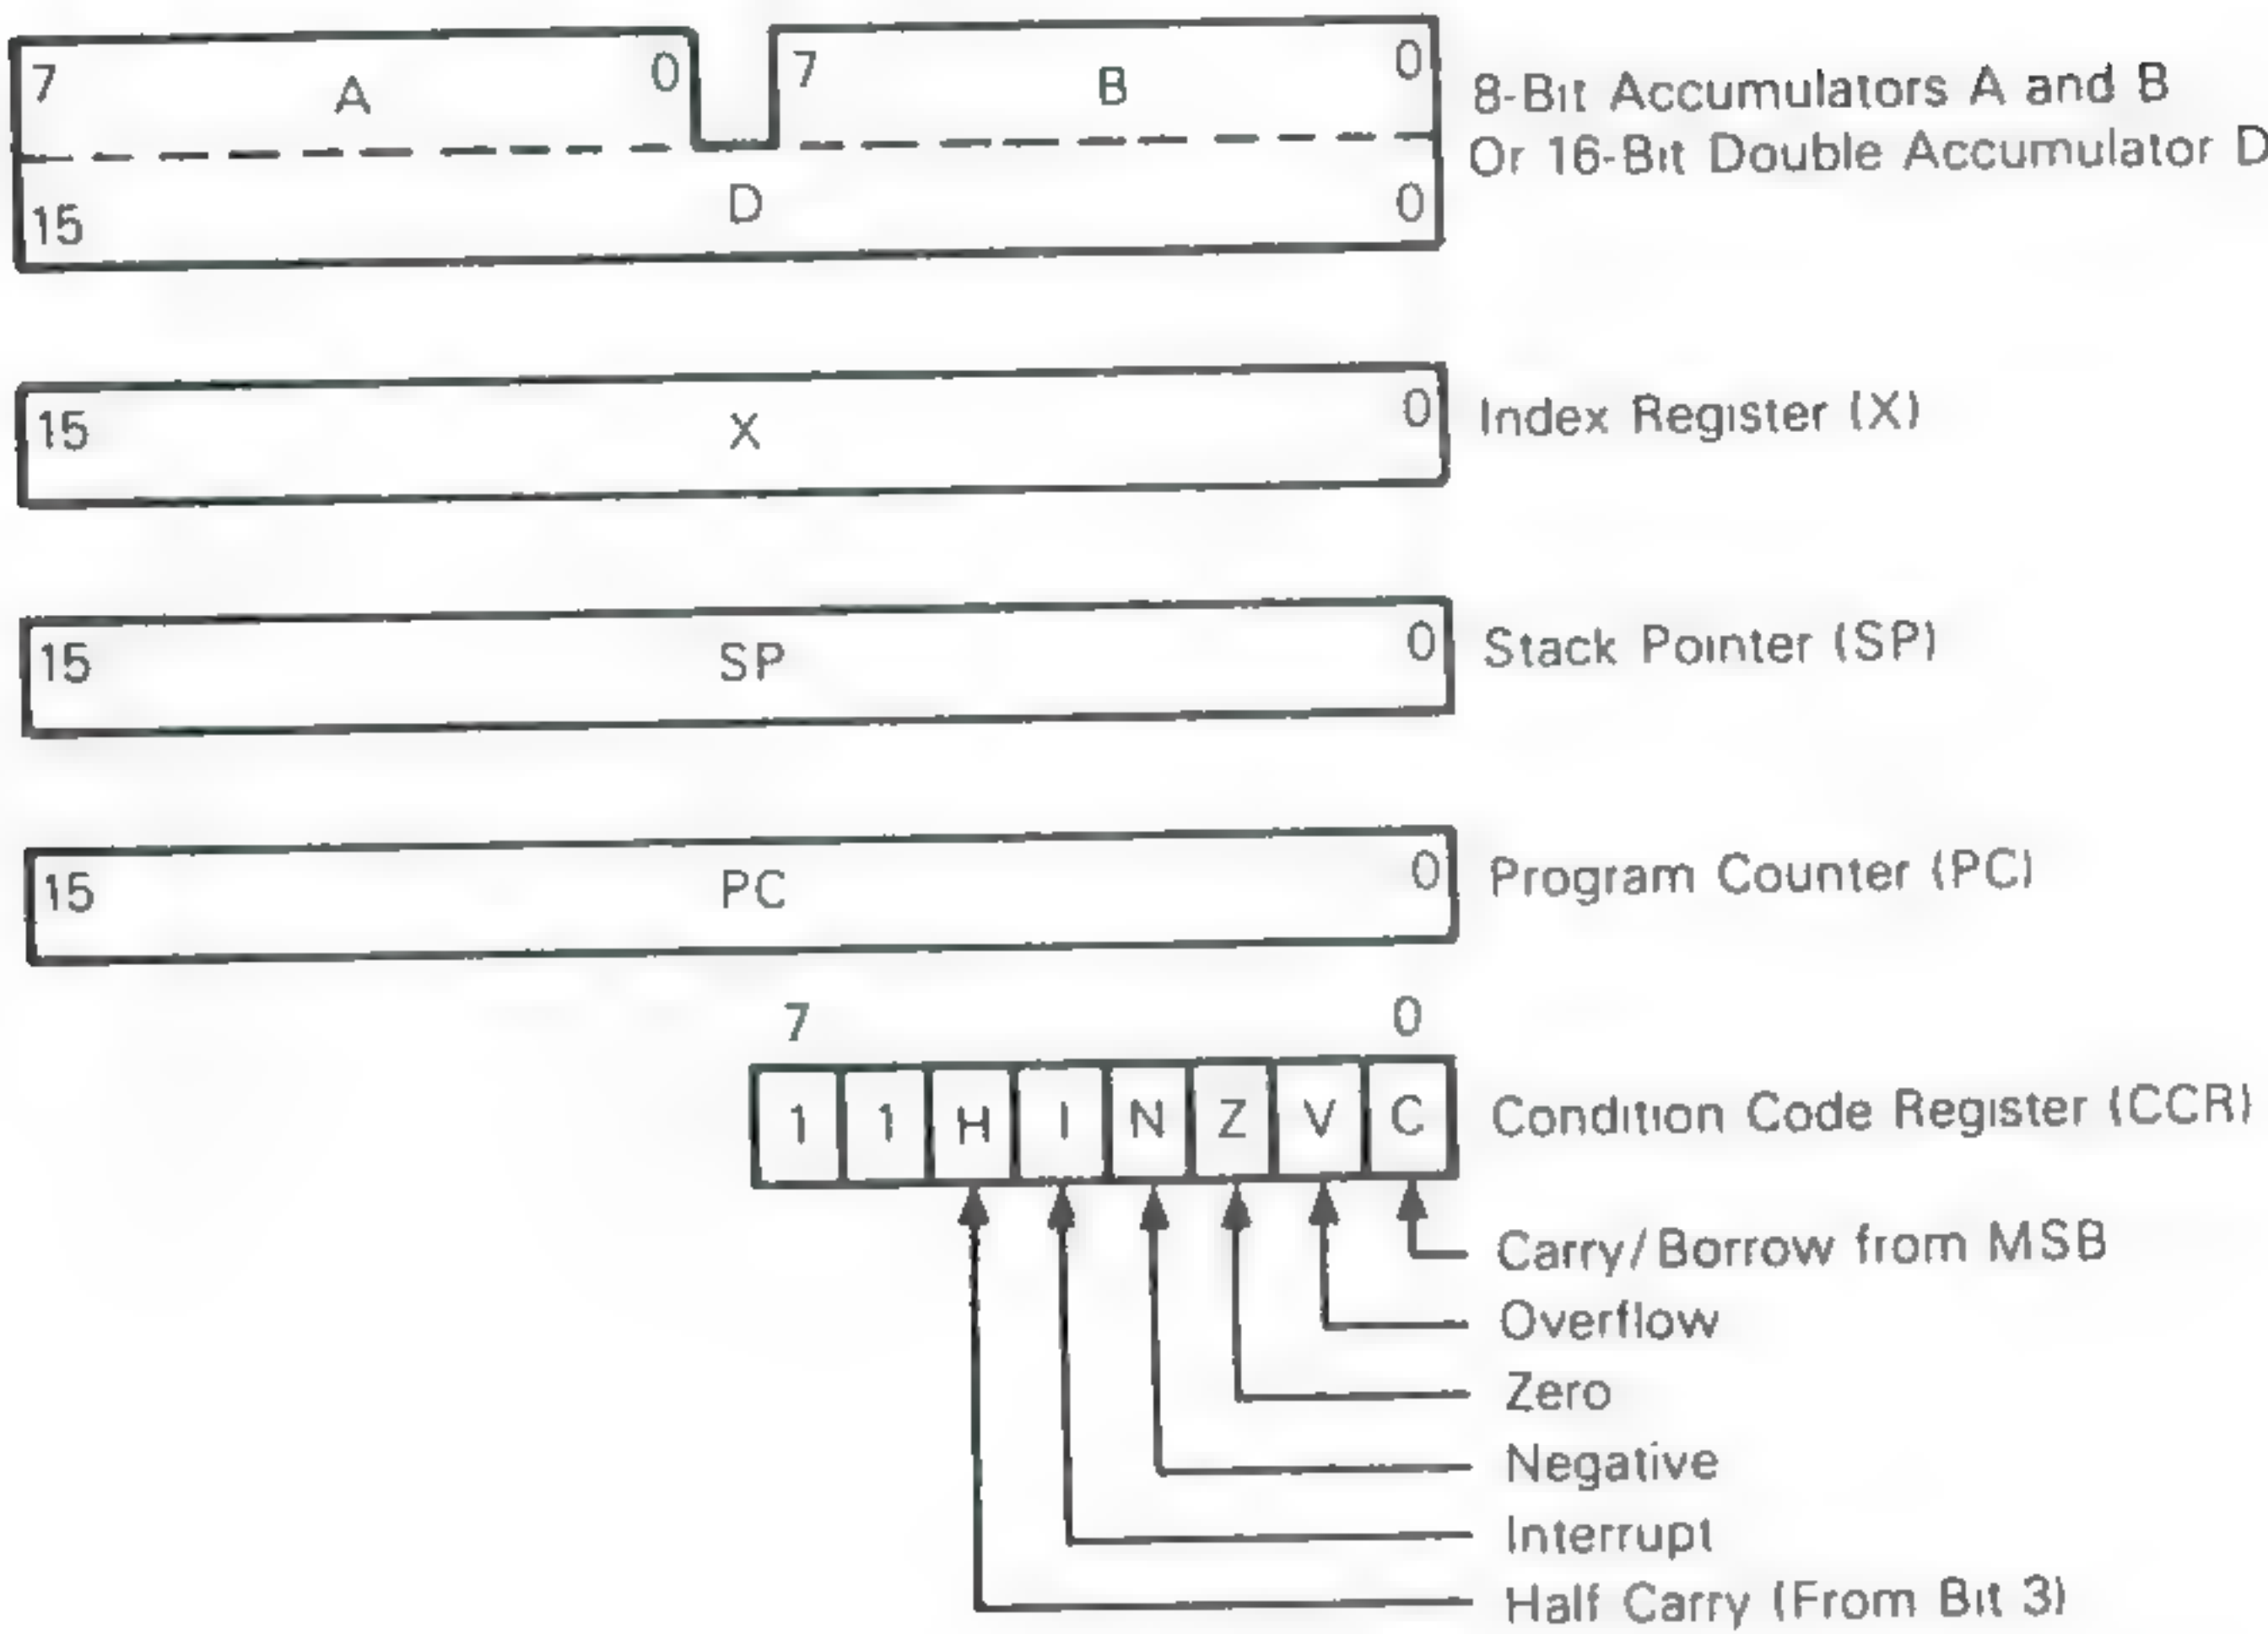 7 A 0 7 B 0
8-Bit Accumulators A and B
Or 16-Bit Double Accumulator D
15 D 0
15 X 0
Index Register (X)
15 SP 0
Stack Pointer (SP)
15 PC 0
Program Counter (PC)
7 0
1 1 H I N Z V C
Condition Code Register (CCR)
Carry/Borrow from MSB
Overflow
Zero
Negative
Interrupt
Half Carry (From Bit 3)